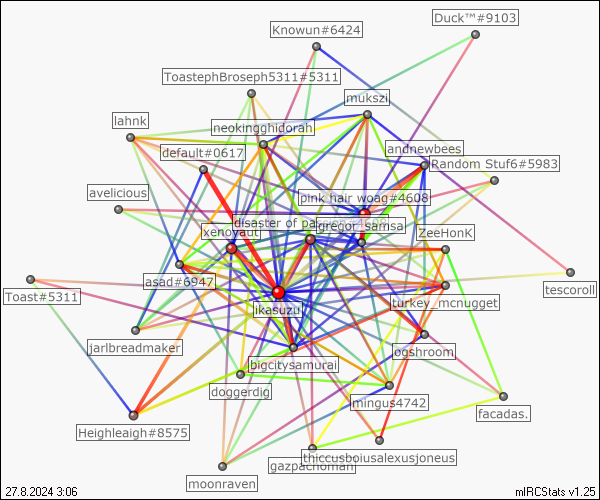 Duck™#9103
Knowun#6424
ToastephBroseph5311#5311
mukszi
lahnk
neokingghidorah
andnewbees
default#0617
Random Stuf6#5983
avelicious
pink hair woag#4608
disaster of
gregor_samsa
xenoyaut
ZeeHonK
asad#6947
Toast#5311
tescoroll
turkey_mcnugget
ikasuzu
jarlbreadmaker
ogshroom
bigcitysamurai
doggerdig
mingus4742
facadas.
Heighleaigh#8575
thiccusboiusalexusjoneus
gazpachoman
moonraven
27.8.2024 3:06
mIRCStats v1.25